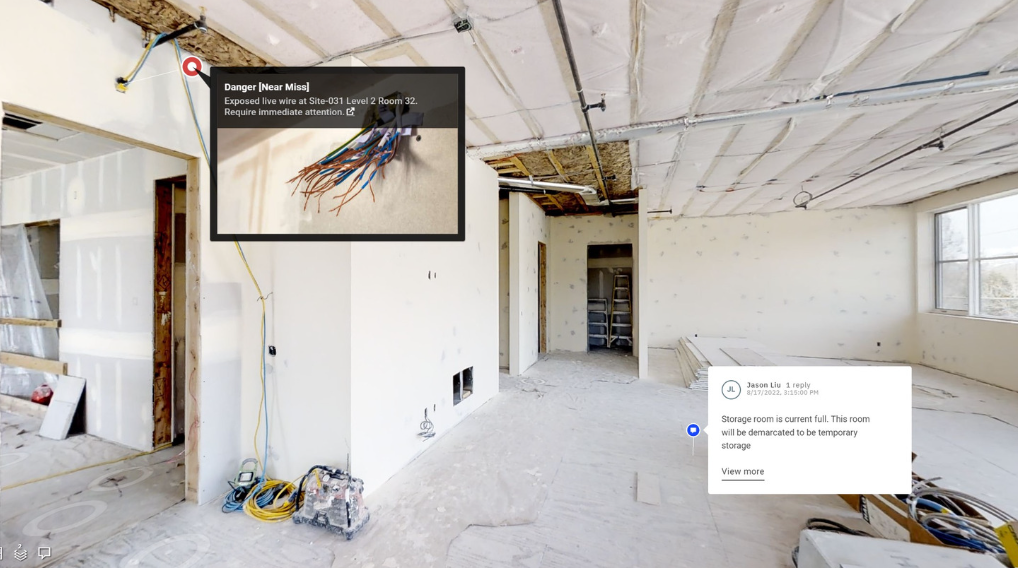 Danger [Near Miss]
Exposed live wire at Site-031 Level 2 Room 32.
Require immediate attention.
JL
Jason Liu 1 reply
8/17/2022, 3:15:00 PM
Storage room is current full. This room
will be demarcated to be temporary
storage
View more